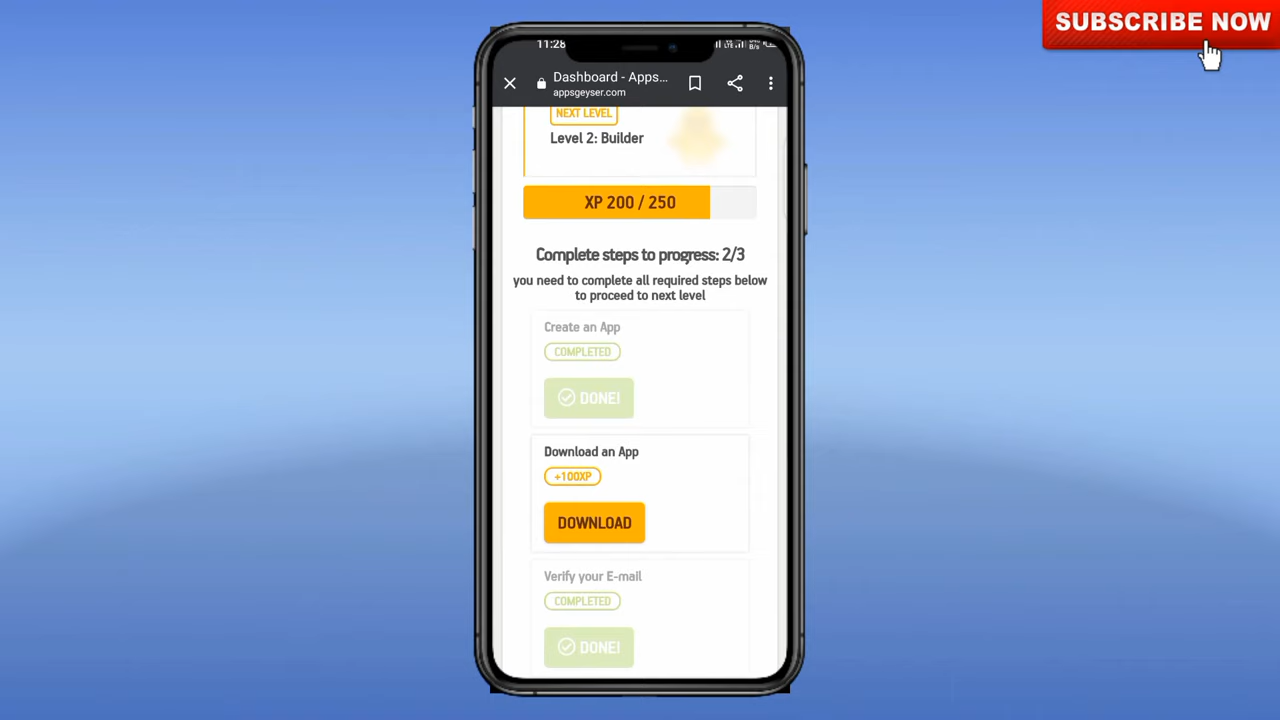 SUBSCRIBE NOW
11:28
Dashboard - Apps...
appsgeyser.com
NEXT LEVEL
Level 2: Builder
XP 200 / 250
Complete steps to progress: 2/3
you need to complete all required steps below
to proceed to next level
Create an App
COMPLETED
DONE!
Download an App
+100XP
DOWNLOAD
Verify your E-mail
COMPLETED
DONE!